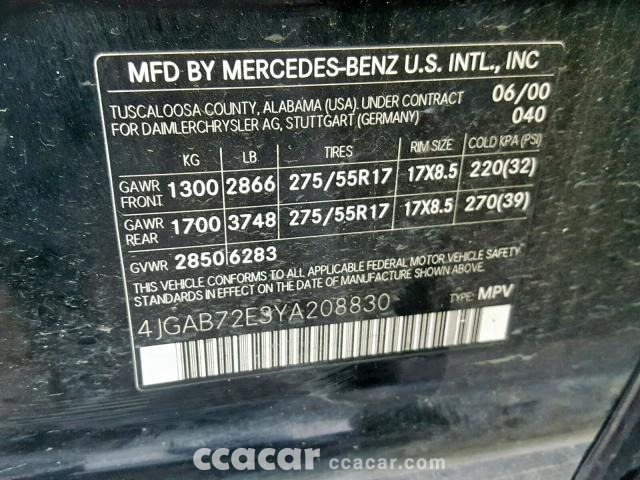 MFD BY MERCEDES-BENZ U.S. INTL., INC
TUSCALOOSA COUNTY, ALABAMA (USA). UNDER CONTRACT 06/00
FOR DAIMLERCHRYSLER AG, STUTTGART (GERMANY) 040
KG LB TIRES RIM SIZE COLD KPA (PSI)
GAWR FRONT 1300 2866 275/55R17 17X8.5 220(32)
GAWR REAR 1700 3748 275/55R17 17X8.5 270(39)
GVWR 2850 6283
THIS VEHICLE CONFORMS TO ALL APPLICABLE FEDERAL MOTOR VEHICLE SAFETY
STANDARDS IN EFFECT ON THE DATE OF MANUFACTURE SHOWN ABOVE
4JGAB72E3YA208830 TYPE: MPV
ccacar ccacar.com